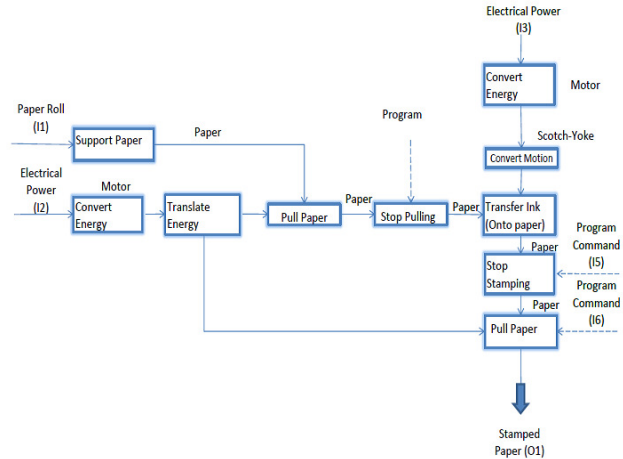 Electrical Power
(I3)
Convert
Energy
Motor
Paper Roll
(I1)
Support Paper
Paper
Program
Scotch-Yoke
Convert Motion
Electrical
Power
(I2)
Motor
Convert
Energy
Translate
Energy
Pull Paper
Paper
Stop Pulling
Paper
Transfer Ink
(Onto paper)
Paper
Program
Command
(I5)
Stop
Stamping
Paper
Program
Command
(I6)
Pull Paper
Stamped
Paper (O1)